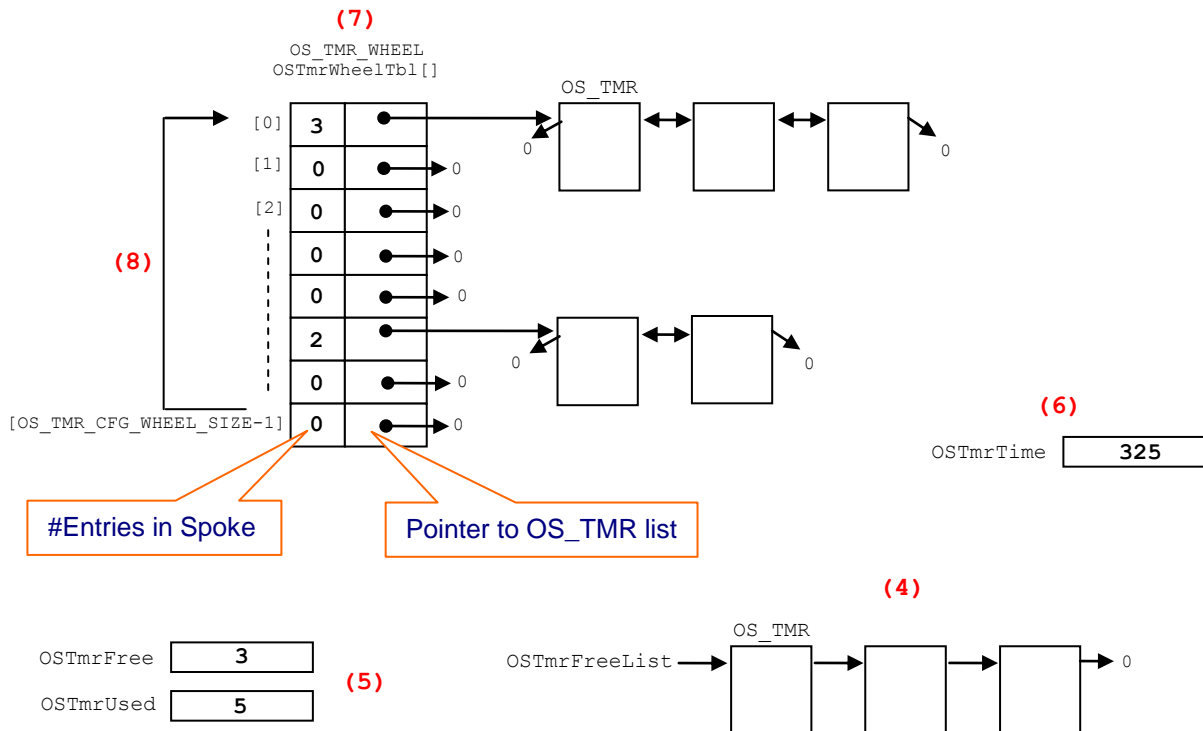 (7)
OS_TMR_WHEEL
OSTmrWheelTbl[]
OS_TMR
[0] 3
0 0
[1] 0 0
[2] 0 0
0 0
(8)
0 0
2
0 0
0 0
[OS_TMR_CFG_WHEEL_SIZE-1] 0 0
(6)
OSTmrTime 325
#Entries in Spoke
Pointer to OS_TMR list
(4)
OS_TMR
OSTmrFree 3
OSTmrFreeList 0
(5)
OSTmrUsed 5